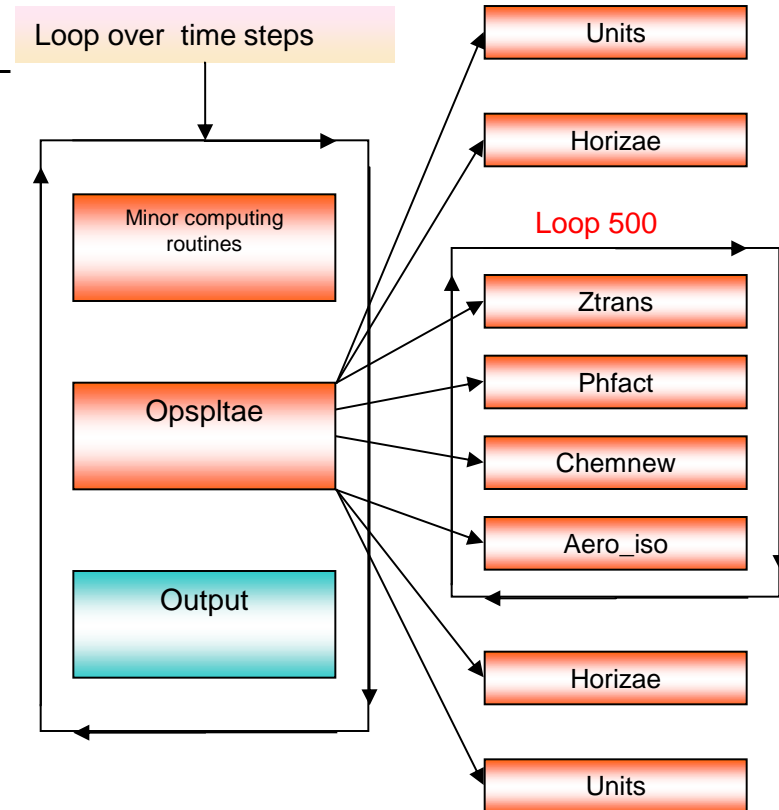 Loop over time steps
Minor computing
routines
Opspltae
Output
Units
Horizae
Loop 500
Ztrans
Phfact
Chemnew
Aero_iso
Horizae
Units